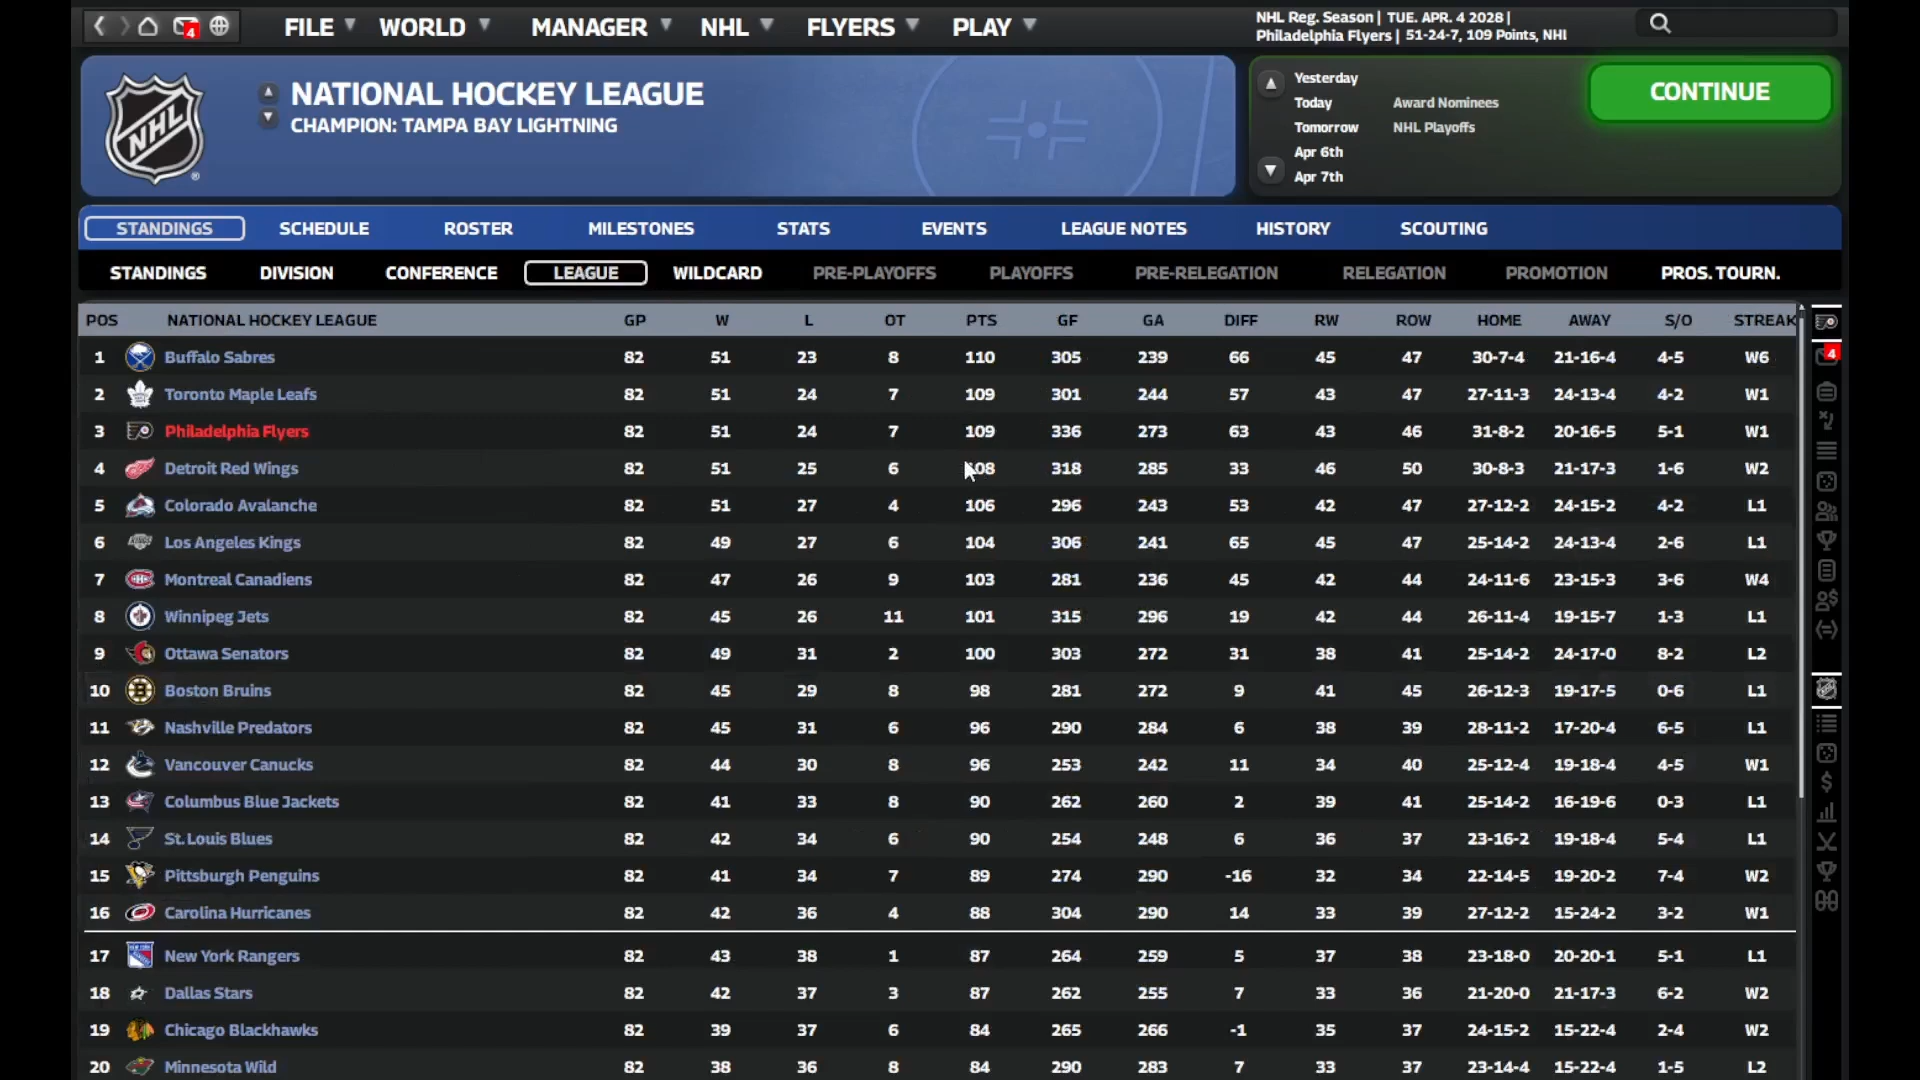 4
FILE WORLD MANAGER NHL FLYERS PLAY
NHL Reg. Season | TUE. APR. 4 2028 |
Philadelphia Flyers | 51-24-7, 109 Points, NHl
NHL
NATIONAL HOCKEY LEAGUE
CHAMPION: TAMPA BAY LIGHTNING
Yesterday
Today Award Nominees
Tomorrow NHL Playoffs
Apr 6th
Apr 7th
CONTINUE
STANDINGS SCHEDULE ROSTER MILESTONES STATS EVENTS LEAGUE NOTES HISTORY SCOUTING
STANDINGS DIVISION CONFERENCE LEAGUE WILDCARD PRE-PLAYOFFS PLAYOFFS PRE-RELEGATION RELEGATION PROMOTION PROS. TOURN.
POS NATIONAL HOCKEY LEAGUE GP W L OT PTS GF GA DIFF RW ROW HOME AWAY S/O STREAK
1 Buffalo Sabres 82 51 23 8 110 305 239 66 45 47 30-7-4 21-16-4 4-5 W6
2 Toronto Maple Leafs 82 51 24 7 109 301 244 57 43 47 27-11-3 24-13-4 4-2 W1
3 Philadelphia Flyers 82 51 24 7 109 336 273 63 43 46 31-8-2 20-16-5 5-1 W1
4 Detroit Red Wings 82 51 25 6 108 318 285 33 46 50 30-8-3 21-17-3 1-6 W2
5 Colorado Avalanche 82 51 27 4 106 296 243 53 42 47 27-12-2 24-15-2 4-2 L1
6 Los Angeles Kings 82 49 27 6 104 306 241 65 45 47 25-14-2 24-13-4 2-6 L1
7 Montreal Canadiens 82 47 26 9 103 281 236 45 42 44 24-11-6 23-15-3 3-6 W4
8 Winnipeg Jets 82 45 26 11 101 315 296 19 42 44 26-11-4 19-15-7 1-3 L1
9 Ottawa Senators 82 49 31 2 100 303 272 31 38 41 25-14-2 24-17-0 8-2 L2
10 Boston Bruins 82 45 29 8 98 281 272 9 41 45 26-12-3 19-17-5 0-6 L1
11 Nashville Predators 82 45 31 6 96 290 284 6 38 39 28-11-2 17-20-4 6-5 L1
12 Vancouver Canucks 82 44 30 8 96 253 242 11 34 40 25-12-4 19-18-4 4-5 W1
13 Columbus Blue Jackets 82 41 33 8 90 262 260 2 39 41 25-14-2 16-19-6 0-3 L1
14 St. Louis Blues 82 42 34 6 90 254 248 6 36 37 23-16-2 19-18-4 5-4 L1
15 Pittsburgh Penguins 82 41 34 7 89 274 290 -16 32 34 22-14-5 19-20-2 7-4 W2
16 Carolina Hurricanes 82 42 36 4 88 304 290 14 33 39 27-12-2 15-24-2 3-2 W1
17 New York Rangers 82 43 38 1 87 264 259 5 37 38 23-18-0 20-20-1 5-1 L1
18 Dallas Stars 82 42 37 3 87 262 255 7 33 36 21-20-0 21-17-3 6-2 W2
19 Chicago Blackhawks 82 39 37 6 84 265 266 -1 35 37 24-15-2 15-22-4 2-4 W2
20 Minnesota Wild 82 38 36 8 84 290 283 7 33 37 23-14-4 15-22-4 1-5 L2
4